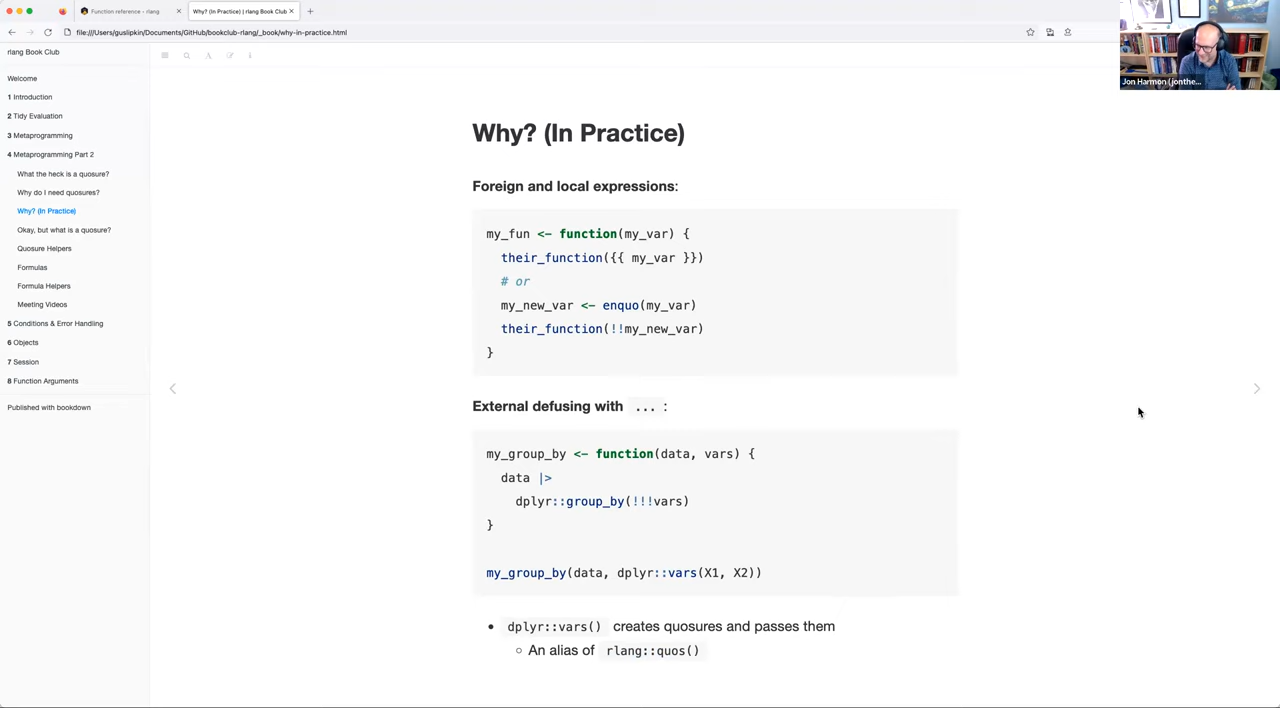 Function reference - rlang
Why? (In Practice) | rlang Book Club
file:///Users/guslipkin/Documents/GitHub/bookclub-rlang/_book/why-in-practice.html
rlang Book Club
Welcome
1 Introduction
2 Tidy Evaluation
3 Metaprogramming
4 Metaprogramming Part 2
What the heck is a quosure?
Why do I need quosures?
Why? (In Practice)
Okay, but what is a quosure?
Quosure Helpers
Formulas
Formula Helpers
Meeting Videos
5 Conditions & Error Handling
6 Objects
7 Session
8 Function Arguments
Published with bookdown
Why? (In Practice)
Foreign and local expressions:
my_fun <- function(my_var) {
  their_function({{ my_var }})
  # or
  my_new_var <- enquo(my_var)
  their_function(!!my_new_var)
}
External defusing with ... :
my_group_by <- function(data, vars) {
  data |>
    dplyr::group_by(!!!vars)
}
my_group_by(data, dplyr::vars(X1, X2))
• dplyr::vars() creates quosures and passes them
○ An alias of rlang::quos()
Jon Harmon (jonthe...